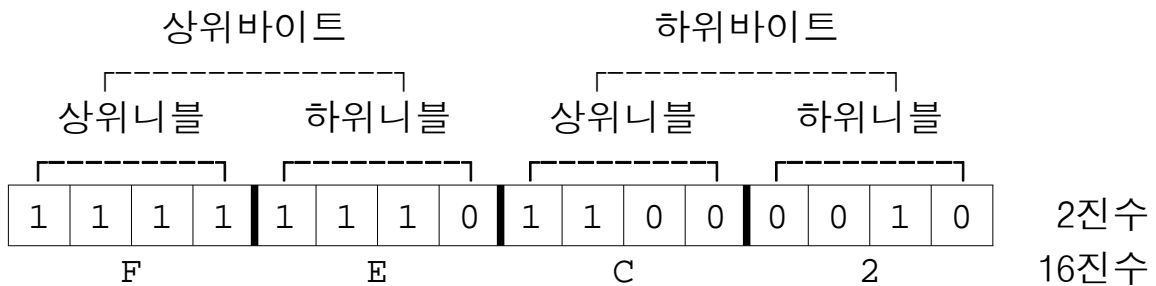 상위바이트 하위바이트
상위니블 하위니블 상위니블 하위니블
1 1 1 1 1 1 1 0 1 1 0 0 0 0 1 0 2진수
F E C 2 16진수